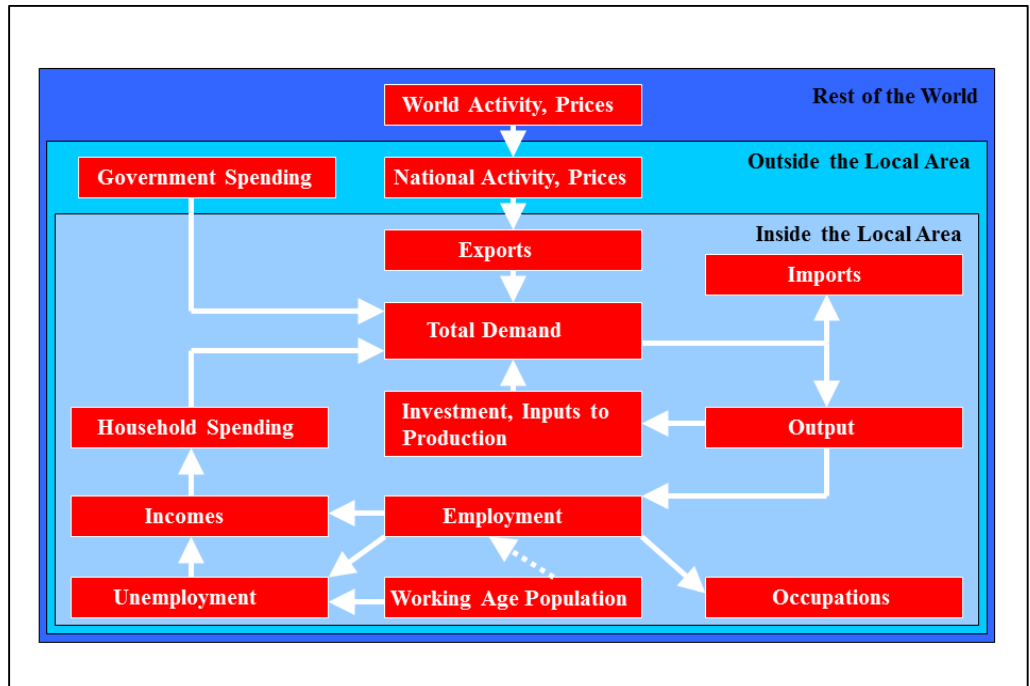 Rest of the World
World Activity, Prices
Outside the Local Area
Government Spending
National Activity, Prices
Inside the Local Area
Exports
Imports
Total Demand
Household Spending
Investment, Inputs to
Production
Output
Incomes
Employment
Unemployment
Working Age Population
Occupations